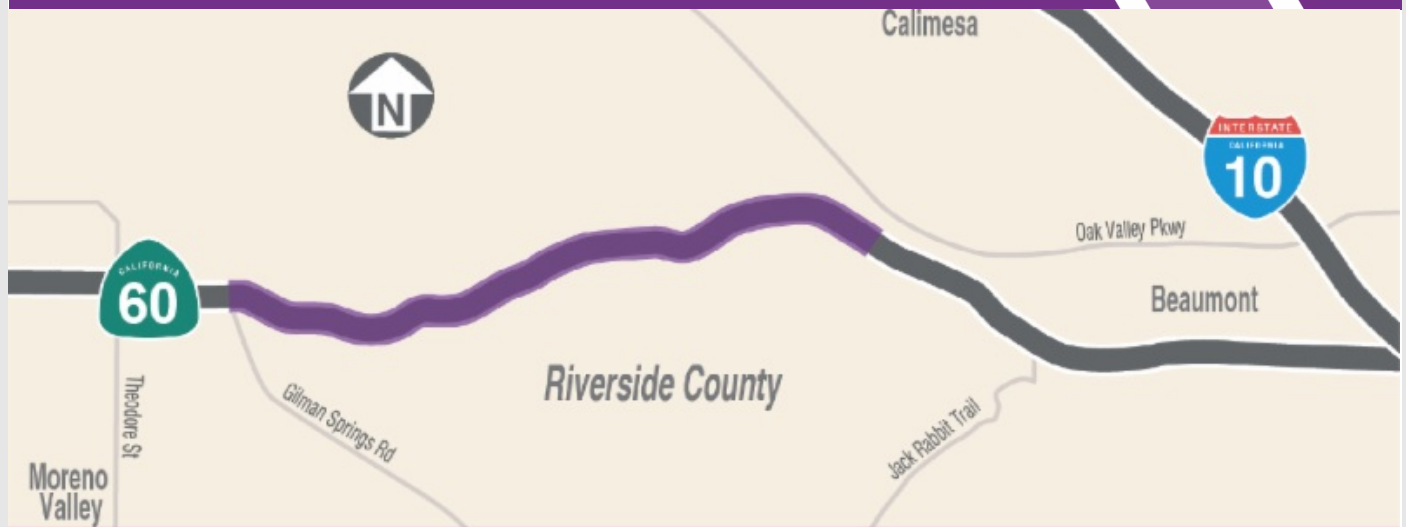 Calimesa
N
INTERSTATE
CALIFORNIA
10
Oak Valley Pkwy
CALIFORNIA
60
Beaumont
Riverside County
Theodore St
Gilman Springs Rd
Jack Rabbit Trail
Moreno
Valley